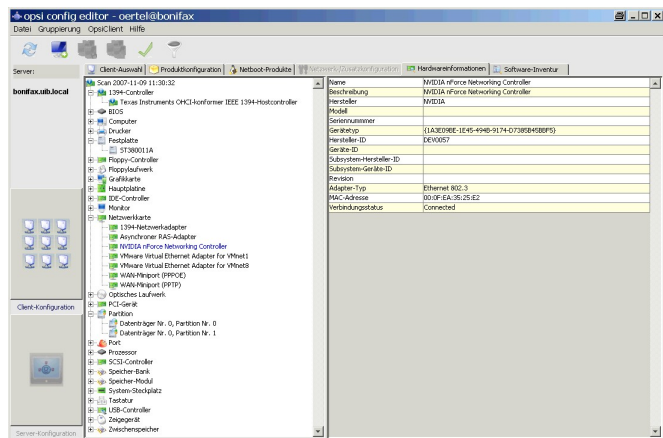 opsi config editor - oertel@bonifax
Datei Gruppierung OpsiClient Hilfe
Server:
Client-Auswahl
Produktkonfiguration
Netboot-Produkte
Netzwerk-/Zusatzkonfiguration
Hardwareinformationen
Software-Inventur
bonifax.uib.local
Client-Konfiguration
Server-Konfiguration
Scan 2007-11-09 11:30:32
1394-Controller
Texas Instruments OHCI-konformer IEEE 1394-Hostcontroller
BIOS
Computer
Drucker
Festplatte
ST380011A
Floppy-Controller
Floppylaufwerk
Grafikkarte
Hauptplatine
IDE-Controller
Monitor
Netzwerkkarte
1394-Netzwerkadapter
Asynchroner RAS-Adapter
NVIDIA nForce Networking Controller
VMware Virtual Ethernet Adapter for VMnet1
VMware Virtual Ethernet Adapter for VMnet8
WAN-Miniport (PPPOE)
WAN-Miniport (PPTP)
Optisches Laufwerk
PCI-Gerät
Partition
Datenträger Nr. 0, Partition Nr. 0
Datenträger Nr. 0, Partition Nr. 1
Port
Prozessor
SCSI-Controller
Speicher-Bank
Speicher-Modul
System-Steckplatz
Tastatur
USB-Controller
Zeigegerät
Zwischenspeicher
Name NVIDIA nForce Networking Controller
Beschreibung NVIDIA nForce Networking Controller
Hersteller NVIDIA
Modell
Seriennummmer
Gerätetyp {1A3E09BE-1E45-494B-9174-D7385B45BBF5}
Hersteller-ID DEV0057
Geräte-ID
Subsystem-Hersteller-ID
Subsystem-Geräte-ID
Revision
Adapter-Typ Ethernet 802.3
MAC-Adresse 00:0F:EA:35:25:E2
Verbindungsstatus Connected